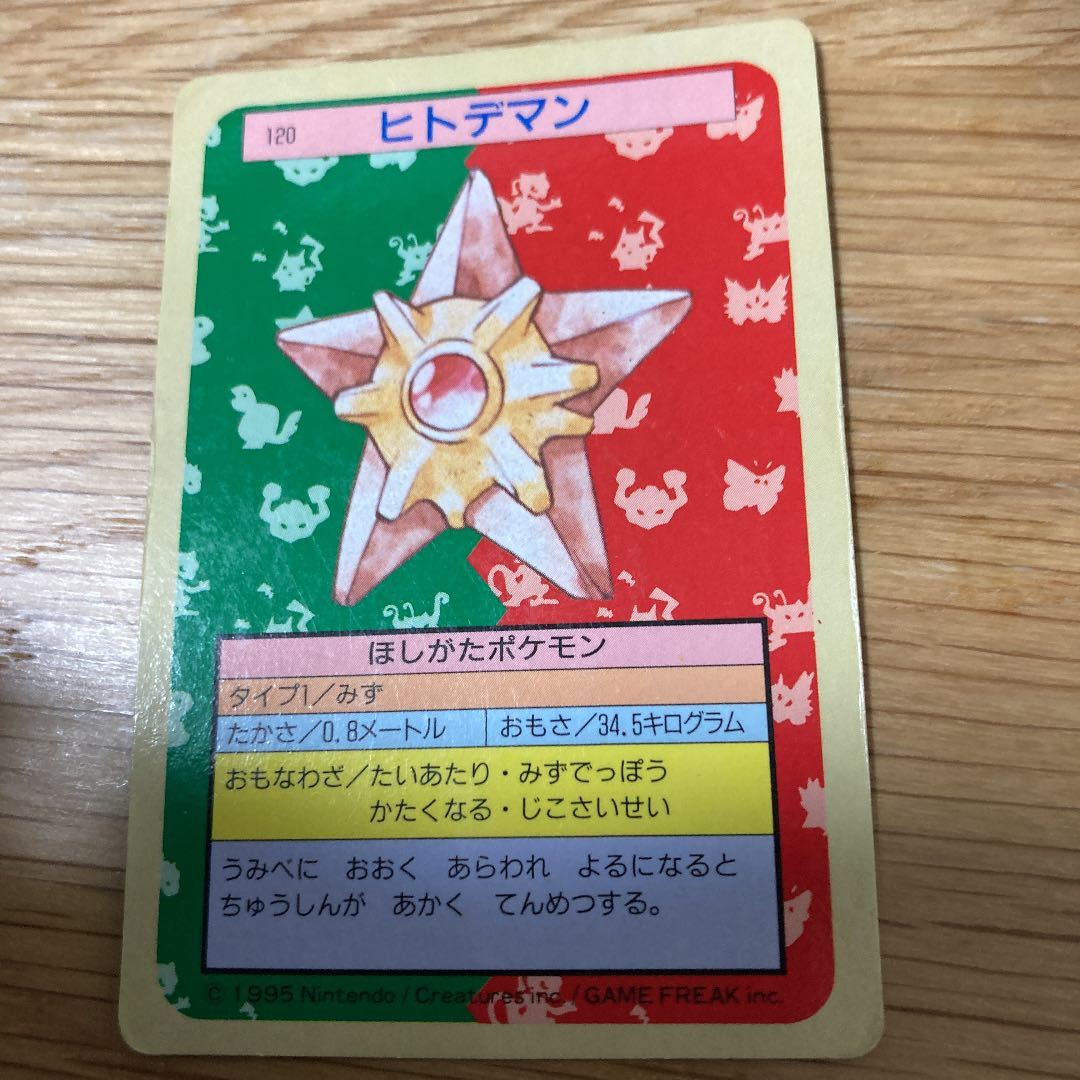 120 ヒトデマン
ほしがたポケモン
タイプ1／みず
たかさ／0.8メートル おもさ／34.5キログラム
おもなわざ／たいあたり・みずでっぽう
かたくなる・じこさいせい
うみべに　おおく　あらわれ　よるになると
ちゅうしんが　あかく　てんめつする。
© 1995 Nintendo / Creatures inc. / GAME FREAK inc.